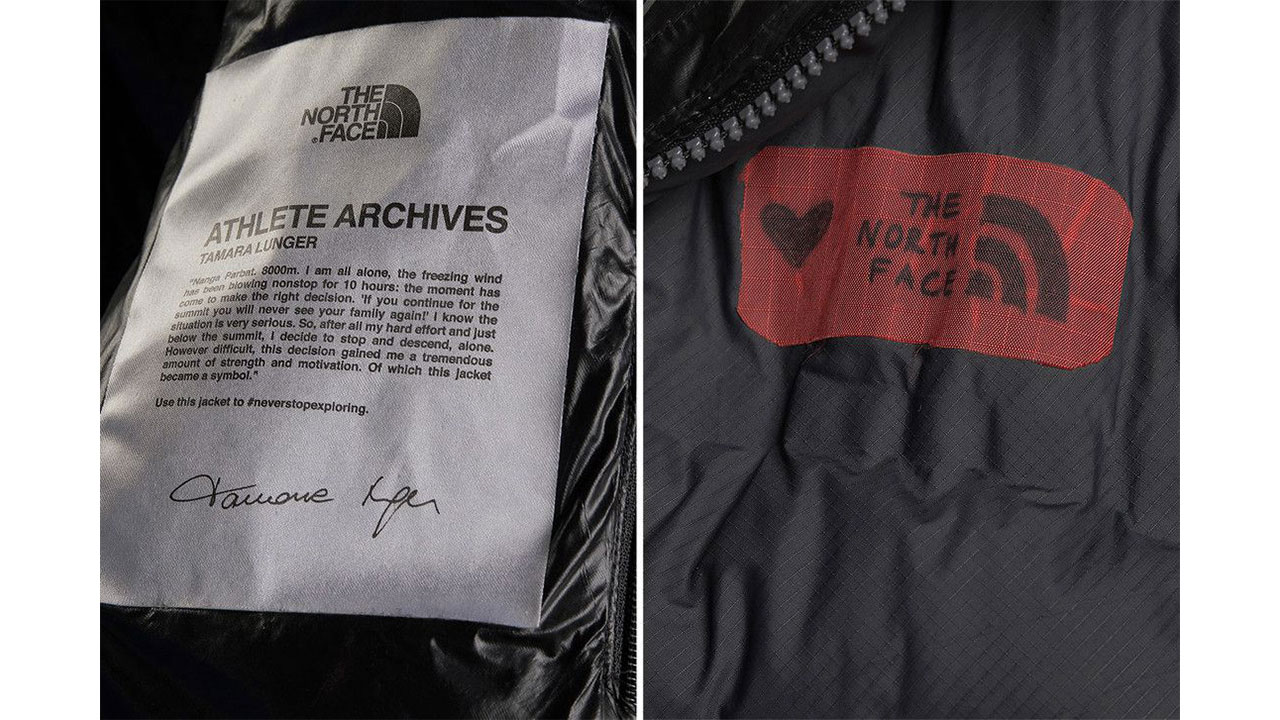 THE
NORTH
FACE
ATHLETE ARCHIVES
TAMARA LUNGER
"Nanga Parbat. 8000m. I am all alone, the freezing wind
has been blowing nonstop for 10 hours: the moment has
come to make the right decision. 'If you continue for the
summit you will never see your family again!' I know the
situation is very serious. So, after all my hard effort and just
below the summit, I decide to stop and descend, alone.
However difficult, this decision gained me a tremendous
amount of strength and motivation. Of which this jacket
became a symbol."
Use this jacket to #neverstopexploring.
THE
NORTH
FACE